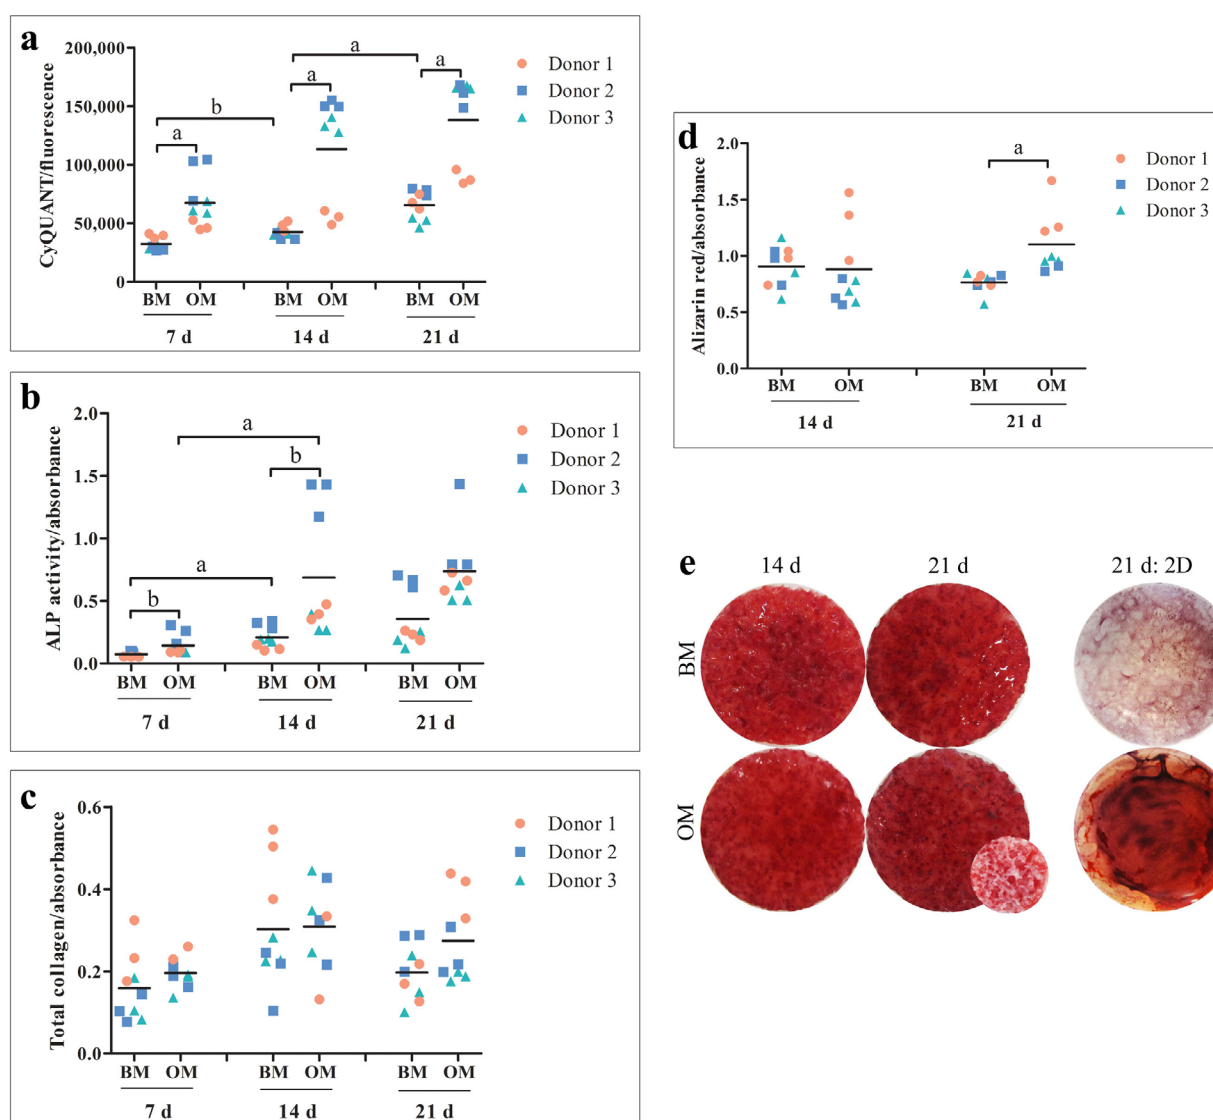 a
CyQUANT/fluorescence
200,000
150,000
100,000
50,000
0
a
b
a
a
a
Donor 1
Donor 2
Donor 3
BM OM BM OM BM OM
7 d 14 d 21 d
b
ALP activity/absorbance
2.0
1.5
1.0
0.5
0.0
b
a
a
b
Donor 1
Donor 2
Donor 3
BM OM BM OM BM OM
7 d 14 d 21 d
c
Total collagen/absorbance
0.6
0.4
0.2
0.0
Donor 1
Donor 2
Donor 3
BM OM BM OM BM OM
7 d 14 d 21 d
d
Alizarin red/absorbance
2.0
1.5
1.0
0.5
0.0
a
Donor 1
Donor 2
Donor 3
BM OM BM OM
14 d 21 d
e
14 d 21 d 21 d: 2D
BM
OM